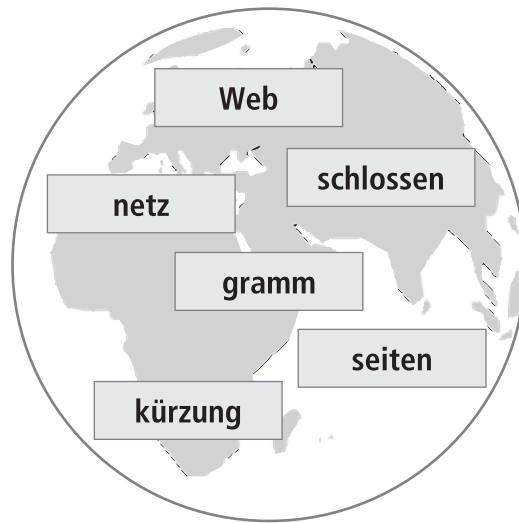 Web
schlossen
netz
gramm
seiten
kürzung